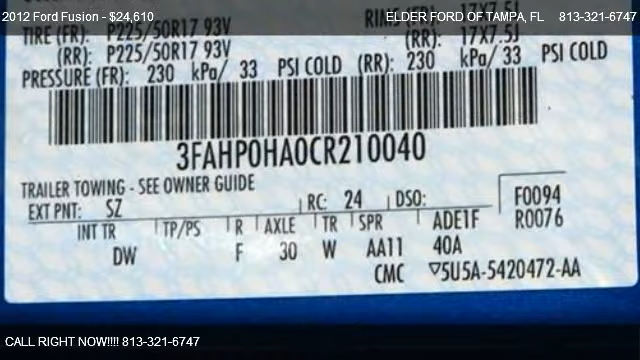 2012 Ford Fusion - $24,610 ELDER FORD OF TAMPA, FL 813-321-6747
TIRE (FR): P225/50R17 93V RIMS (FR): 17X7.5J
(RR): P225/50R17 93V (RR): 17X7.5J
PRESSURE (FR): 230 kPa/ 33 PSI COLD (RR): 230 kPa/ 33 PSI COLD
3FAHP0HA0CR210040
TRAILER TOWING - SEE OWNER GUIDE
EXT PNT: SZ RC: 24 DSO: F0094
INT TR TP/PS R AXLE TR SPR ADE1F R0076
DW F 30 W AA11 40A
CMC ▽5U5A-5420472-AA
CALL RIGHT NOW!!!! 813-321-6747